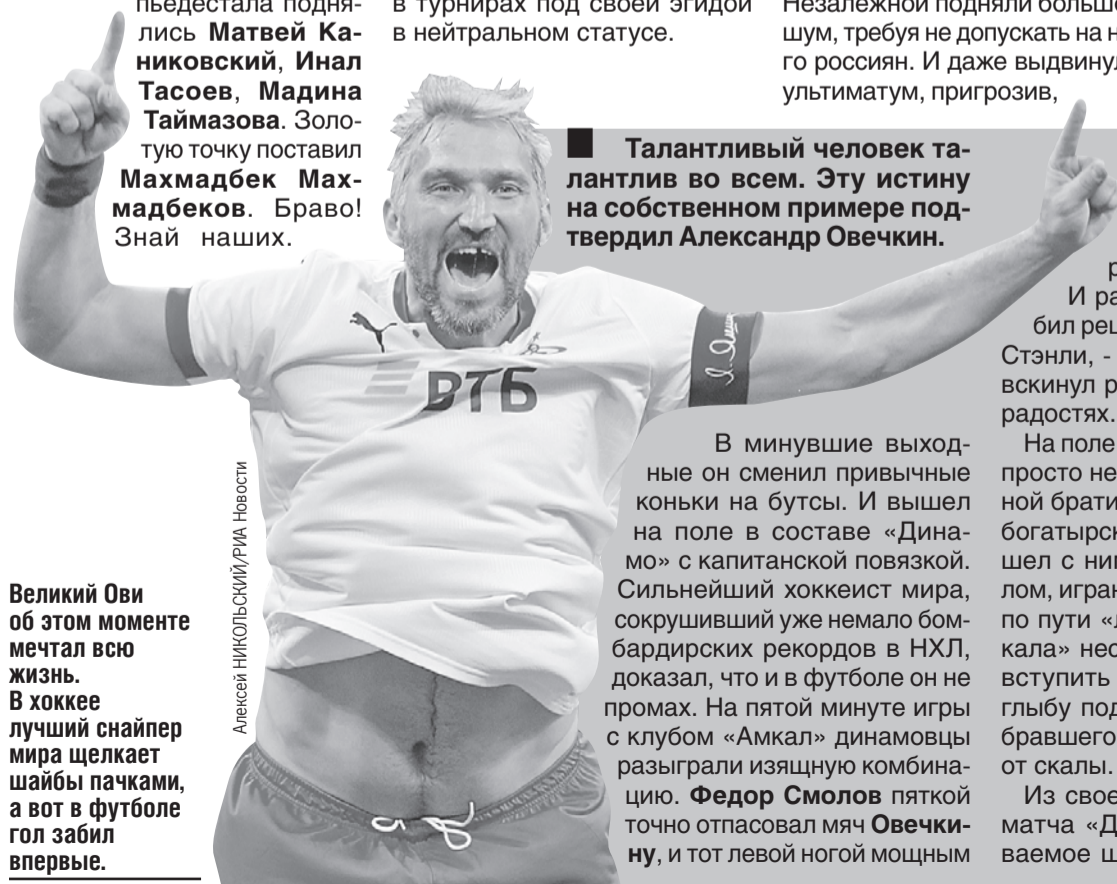 пьедестала подня-
лись Матвей Ка-
никовский, Инал
Тасоев, Мадина
Таймазова. Золо-
тую точку поставил
Махмадбек Мах-
мадбеков. Браво!
Знай наших.
в турнирах под своей эгидой
в нейтральном статусе.
Незалежной подняли больше
шум, требуя не допускать на н
го россиян. И даже выдвинул
ультиматум, пригрозив,
■ Талантливый человек та-
лантлив во всем. Эту истину
на собственном примере под-
твердил Александр Овечкин.
ВТБ
В минувшие выход-
ные он сменил привычные
коньки на бутсы. И вышел
на поле в составе «Дина-
мо» с капитанской повязкой.
Сильнейший хоккеист мира,
сокрушивший уже немало бом-
бардирских рекордов в НХЛ,
доказал, что и в футболе он не
промах. На пятой минуте игры
с клубом «Амкал» динамовцы
разыграли изящную комбина-
цию. Федор Смолов пяткой
точно отпасовал мяч Овечки-
ну, и тот левой ногой мощным
И ра
бил реш
Стэнли, -
вскинул р
радостях.
На поле
просто не
ной брати
богатырск
шел с ним
лом, игран
по пути «
кала» нес
вступить
глыбу под
бравшего
от скалы.
Из свое
матча «Д
ваемое ш
Алексей НИКОЛЬСКИЙ/РИА Новости
Великий Ови
об этом моменте
мечтал всю
жизнь.
В хоккее
лучший снайпер
мира щелкает
шайбы пачками,
а вот в футболе
гол забил
впервые.